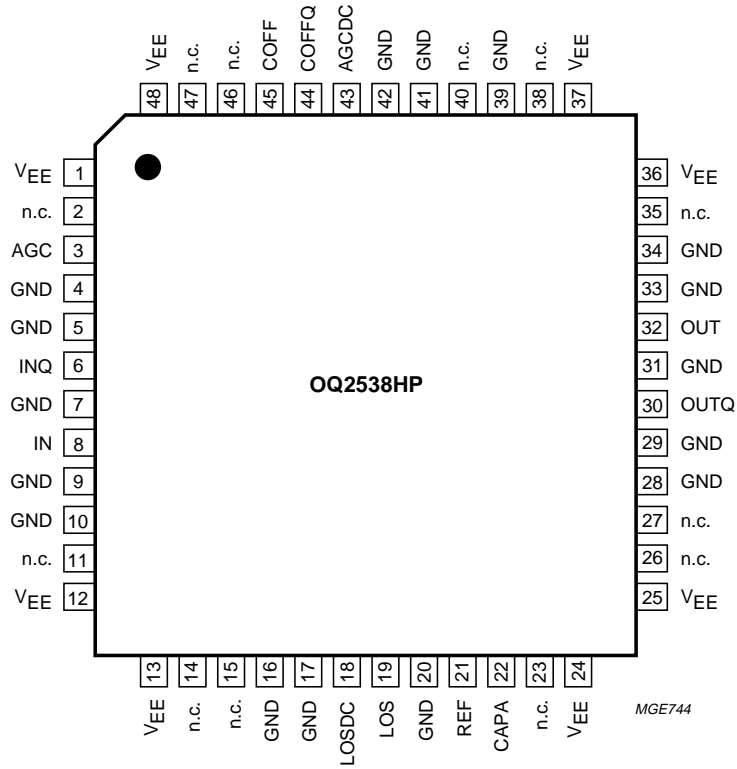 VEE
n.c.
n.c.
COFF
COFFQ
AGCDC
GND
GND
n.c.
GND
n.c.
VEE
48
47
46
45
44
43
42
41
40
39
38
37
VEE 1
n.c. 2
AGC 3
GND 4
GND 5
INQ 6
GND 7
IN 8
GND 9
GND 10
n.c. 11
VEE 12
OQ2538HP
36 VEE
35 n.c.
34 GND
33 GND
32 OUT
31 GND
30 OUTQ
29 GND
28 GND
27 n.c.
26 n.c.
25 VEE
13
14
15
16
17
18
19
20
21
22
23
24
VEE
n.c.
n.c.
GND
GND
LOSDC
LOS
GND
REF
CAPA
n.c.
VEE
MGE744